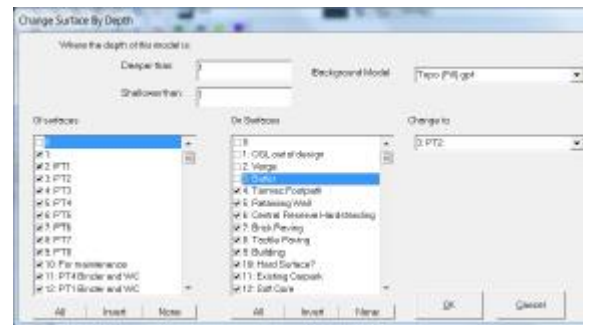 Change Surface By Depth
Where the depth of this model is:
Deeper than:
Background Model
Topo (Fill).gpf
Shallower than:
Of surfaces
On Surfaces
Change to
0
1
2: PT1
3: PT2
4: PT3
5: PT4
6: PT5
7: PT6
8: PT7
9: PT8
10: For maintenance
11: PT4 Binder and WC
12: PT1 Binder and WC
0
1: OGL out of design
2: Verge
3: Batter
4: Tarmac Footpath
5: Retaining Wall
6: Central Reserve Hardstanding
7: Brick Paving
8: Tactile Paving
9: Building
10: Hard Surface?
11: Existing Carpark
12: Soft Core
3: PT2
All
Invert
None
All
Invert
None
OK
Cancel